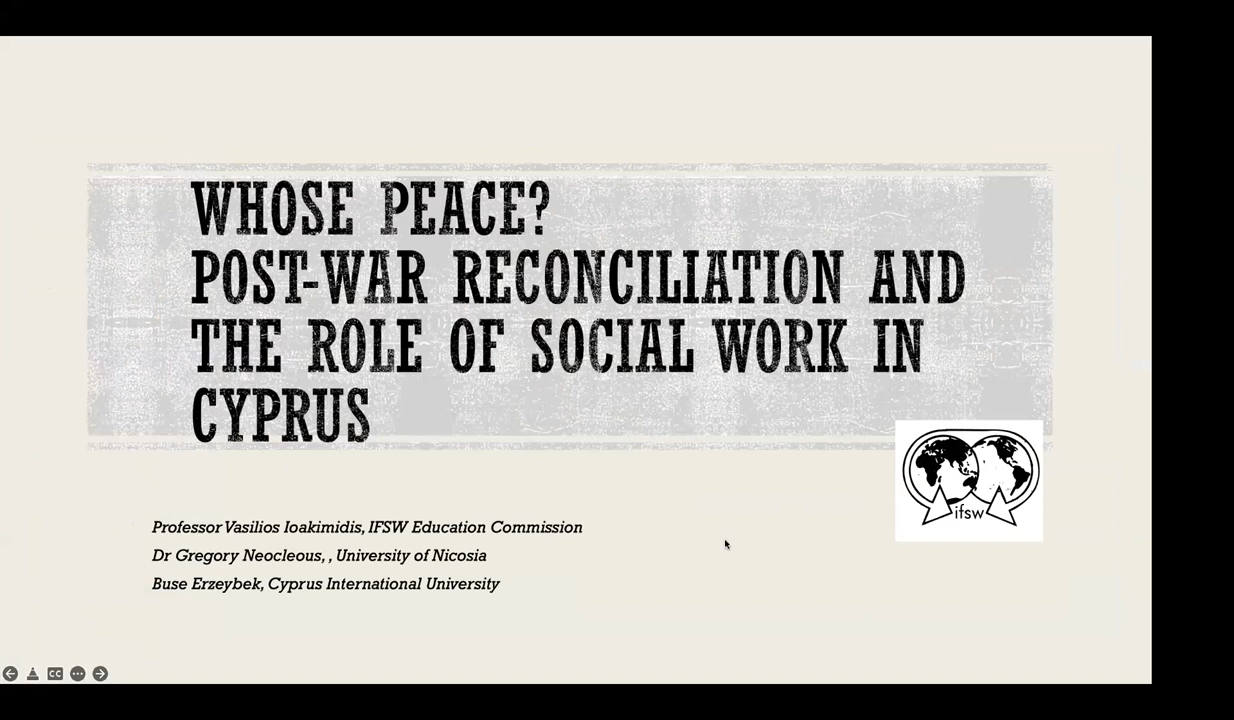 WHOSE PEACE?
POST-WAR RECONCILIATION AND
THE ROLE OF SOCIAL WORK IN
CYPRUS
ifsw
Professor Vasilios Ioakimidis, IFSW Education Commission
Dr Gregory Neocleous, , University of Nicosia
Buse Erzeybek, Cyprus International University
CC